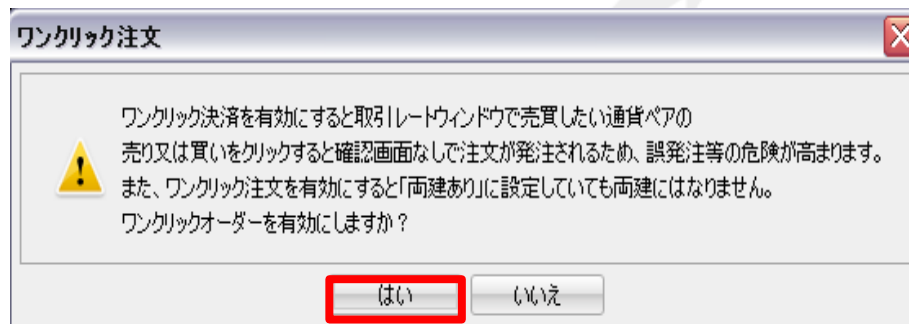 ワンクリック注文
ワンクリック決済を有効にすると取引レートウィンドウで売買したい通貨ペアの
売り又は買いをクリックすると確認画面なしで注文が発注されるため、誤発注等の危険が高まります。
また、ワンクリック注文を有効にすると「両建あり」に設定していても両建にはなりません。
ワンクリックオーダーを有効にしますか？
はい
いいえ